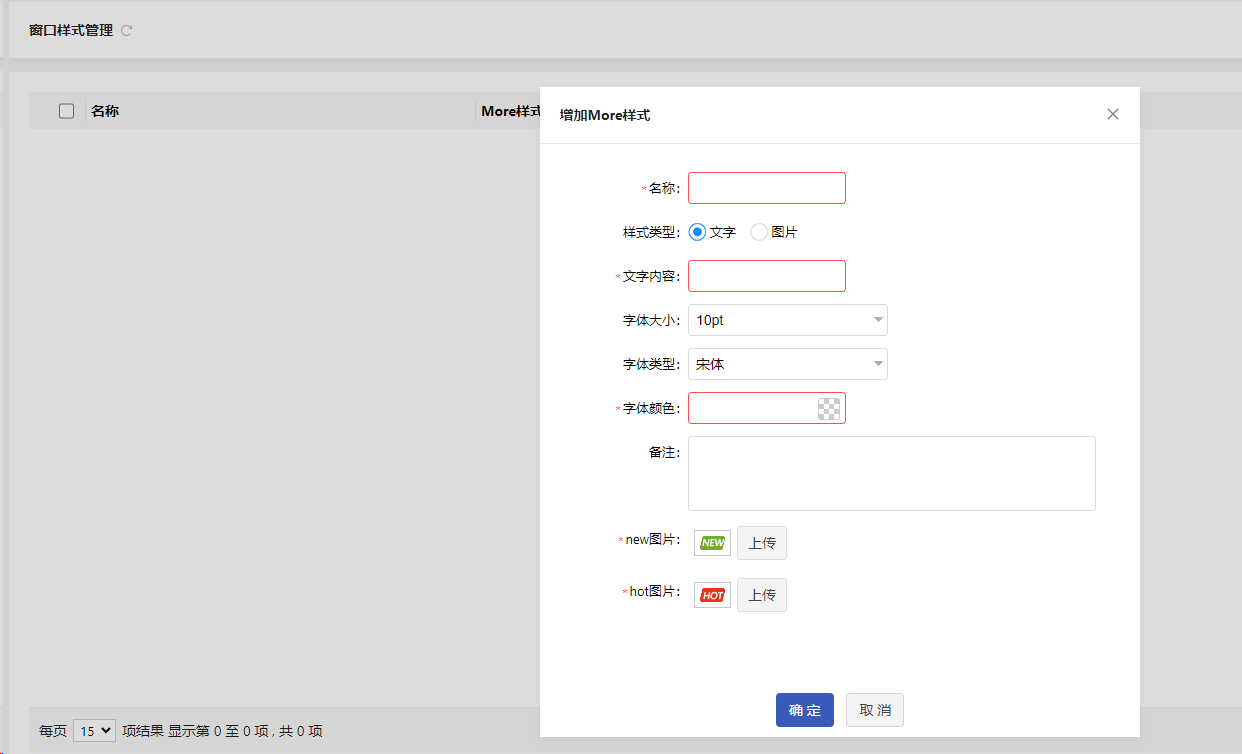 窗口样式管理
名称
More样式
增加More样式
*名称:
样式类型: 文字 图片
*文字内容:
字体大小: 10pt
字体类型: 宋体
*字体颜色:
备注:
*new图片: NEW 上传
*hot图片: HOT 上传
确定 取消
每页 15 项结果 显示第 0 至 0 项 , 共 0 项